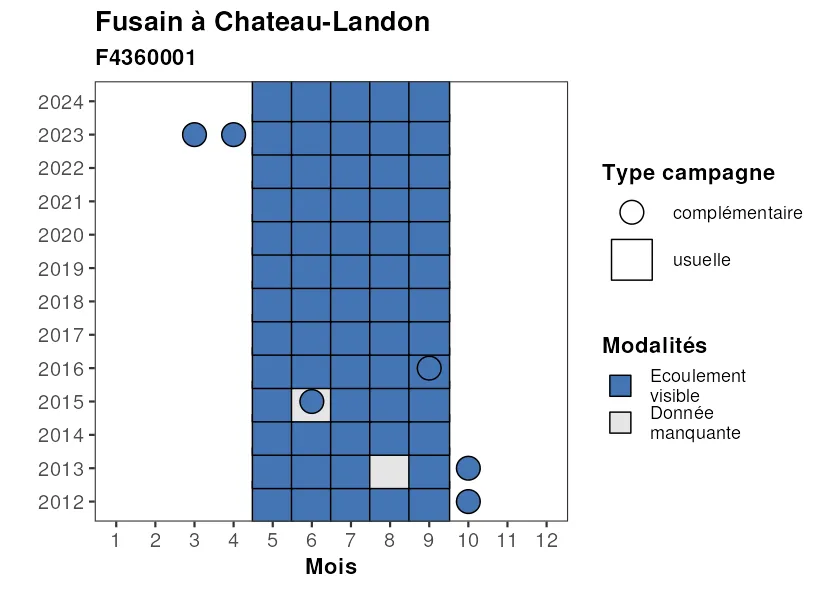 Fusain à Chateau-Landon
F4360001
2024
2023
2022
2021
2020
2019
2018
2017
2016
2015
2014
2013
2012
1 2 3 4 5 6 7 8 9 10 11 12
Mois
Type campagne
complémentaire
usuelle
Modalités
Ecoulement
visible
Donnée
manquante